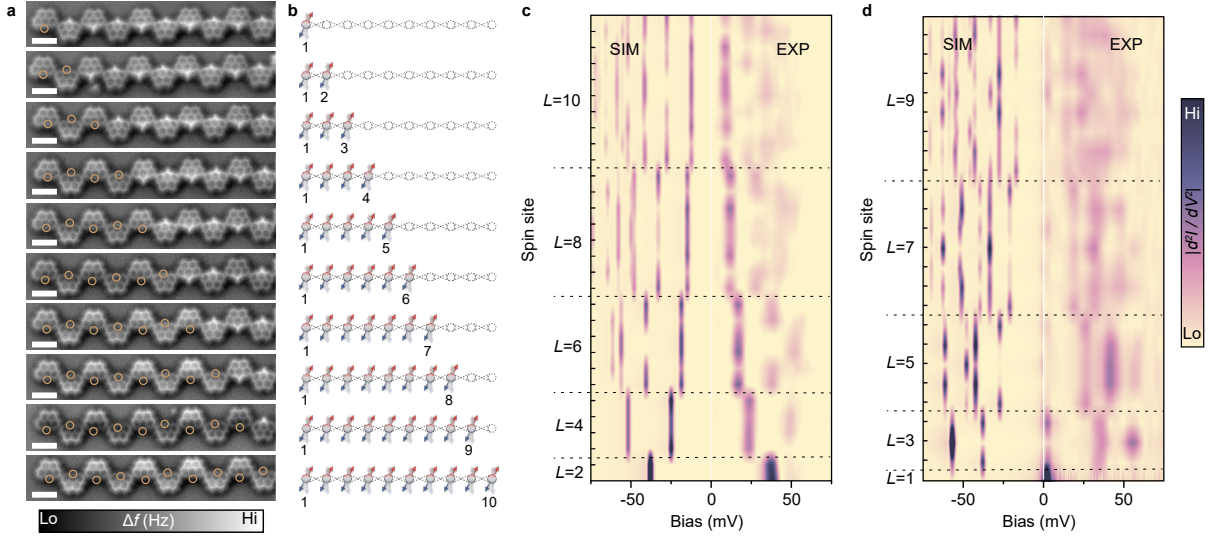 a
b
c
d
1
1 2
1 3
1 4
1 5
1 6
1 7
1 8
1 9
1 10
Lo Δf (Hz) Hi
SIM EXP
Spin site
L=10
L=8
L=6
L=4
L=2
-50 0 50
Bias (mV)
SIM EXP
Spin site
L=9
L=7
L=5
L=3
L=1
-50 0 50
Bias (mV)
Hi
|d²I / dV²|
Lo